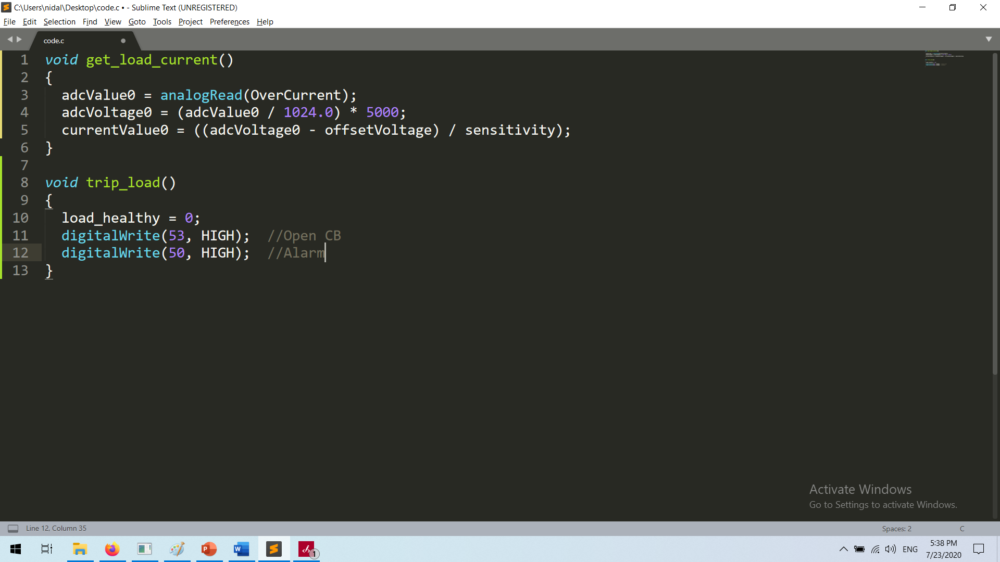 C:\Users\nidal\Desktop\code.c • - Sublime Text (UNREGISTERED)
File Edit Selection Find View Goto Tools Project Preferences Help
code.c
1 void get_load_current()
2 {
3   adcValue0 = analogRead(OverCurrent);
4   adcVoltage0 = (adcValue0 / 1024.0) * 5000;
5   currentValue0 = ((adcVoltage0 - offsetVoltage) / sensitivity);
6 }
7
8 void trip_load()
9 {
10   load_healthy = 0;
11   digitalWrite(53, HIGH);  //Open CB
12   digitalWrite(50, HIGH);  //Alarm
13 }
Activate Windows
Go to Settings to activate Windows.
Line 12, Column 35
Spaces: 2
C
1
ENG
5:38 PM
7/23/2020